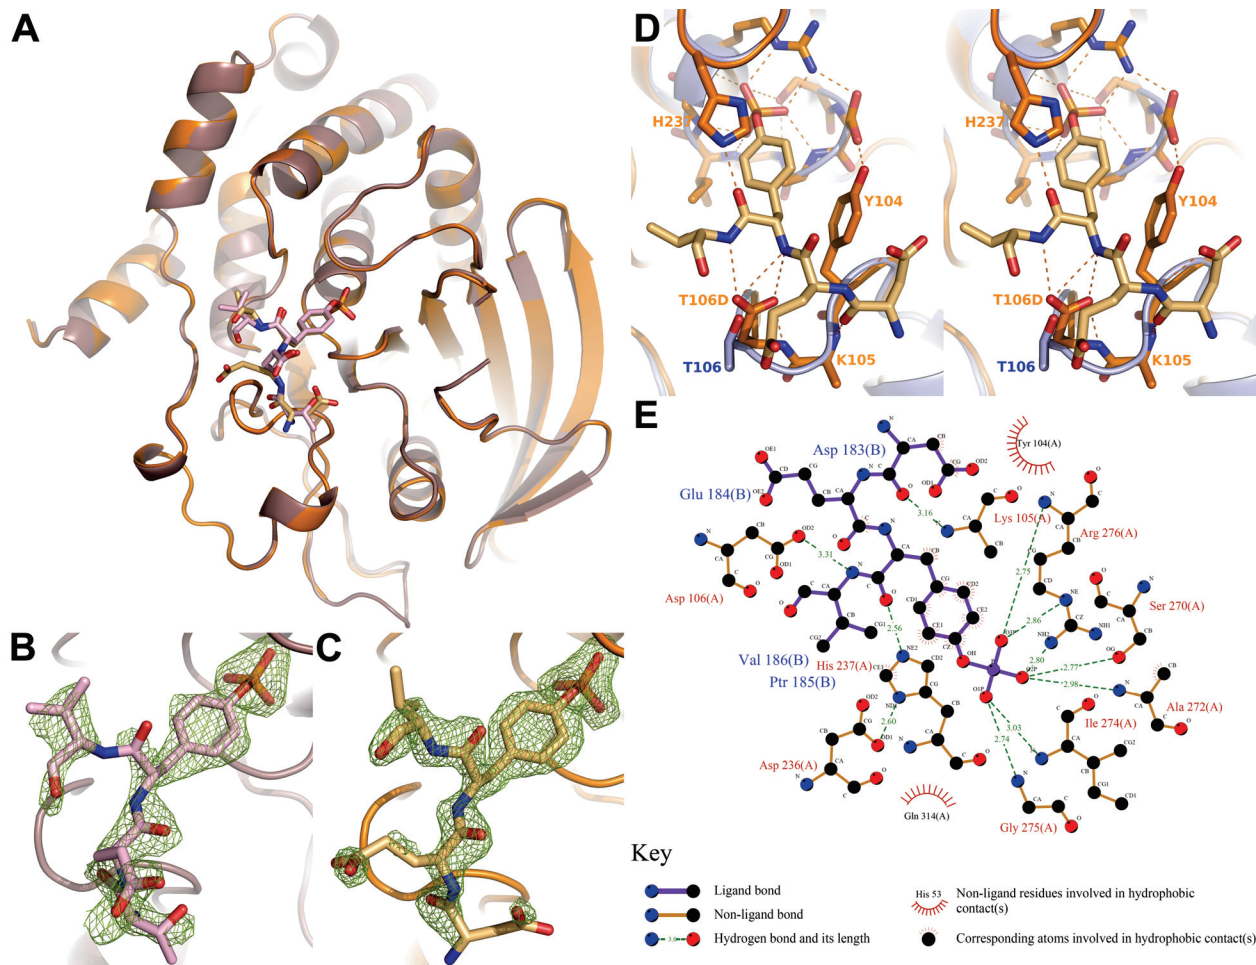 A
D
H237
H237
Y104
Y104
T106D
T106D
T106
K105
T106
K105
B
C
E
Tyr 104(A)
Asp 183(B)
Glu 184(B)
Lys 105(A)
Arg 276(A)
Asp 106(A)
Ser 270(A)
Val 186(B)
His 237(A)
Ptr 185(B)
Ala 272(A)
Ile 274(A)
Asp 236(A)
Gln 314(A)
Gly 275(A)
3.16
3.31
2.75
2.56
2.86
2.80
2.77
2.98
2.60
3.03
2.74
Key
Ligand bond
Non-ligand bond
3.0
Hydrogen bond and its length
His 53
Non-ligand residues involved in hydrophobic
contact(s)
Corresponding atoms involved in hydrophobic contact(s)